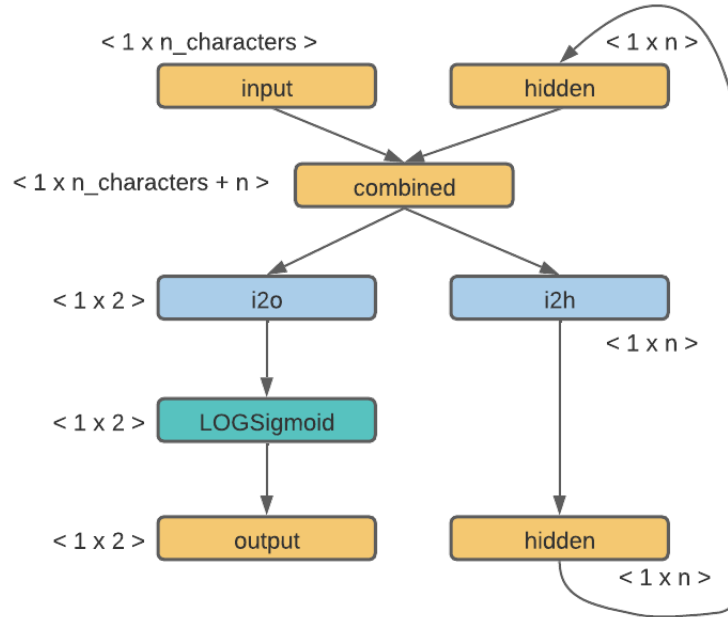 < 1 x n_characters >
< 1 x n >
input
hidden
< 1 x n_characters + n >
combined
< 1 x 2 >
i2o
i2h
< 1 x n >
< 1 x 2 >
LOGSigmoid
< 1 x 2 >
output
hidden
< 1 x n >